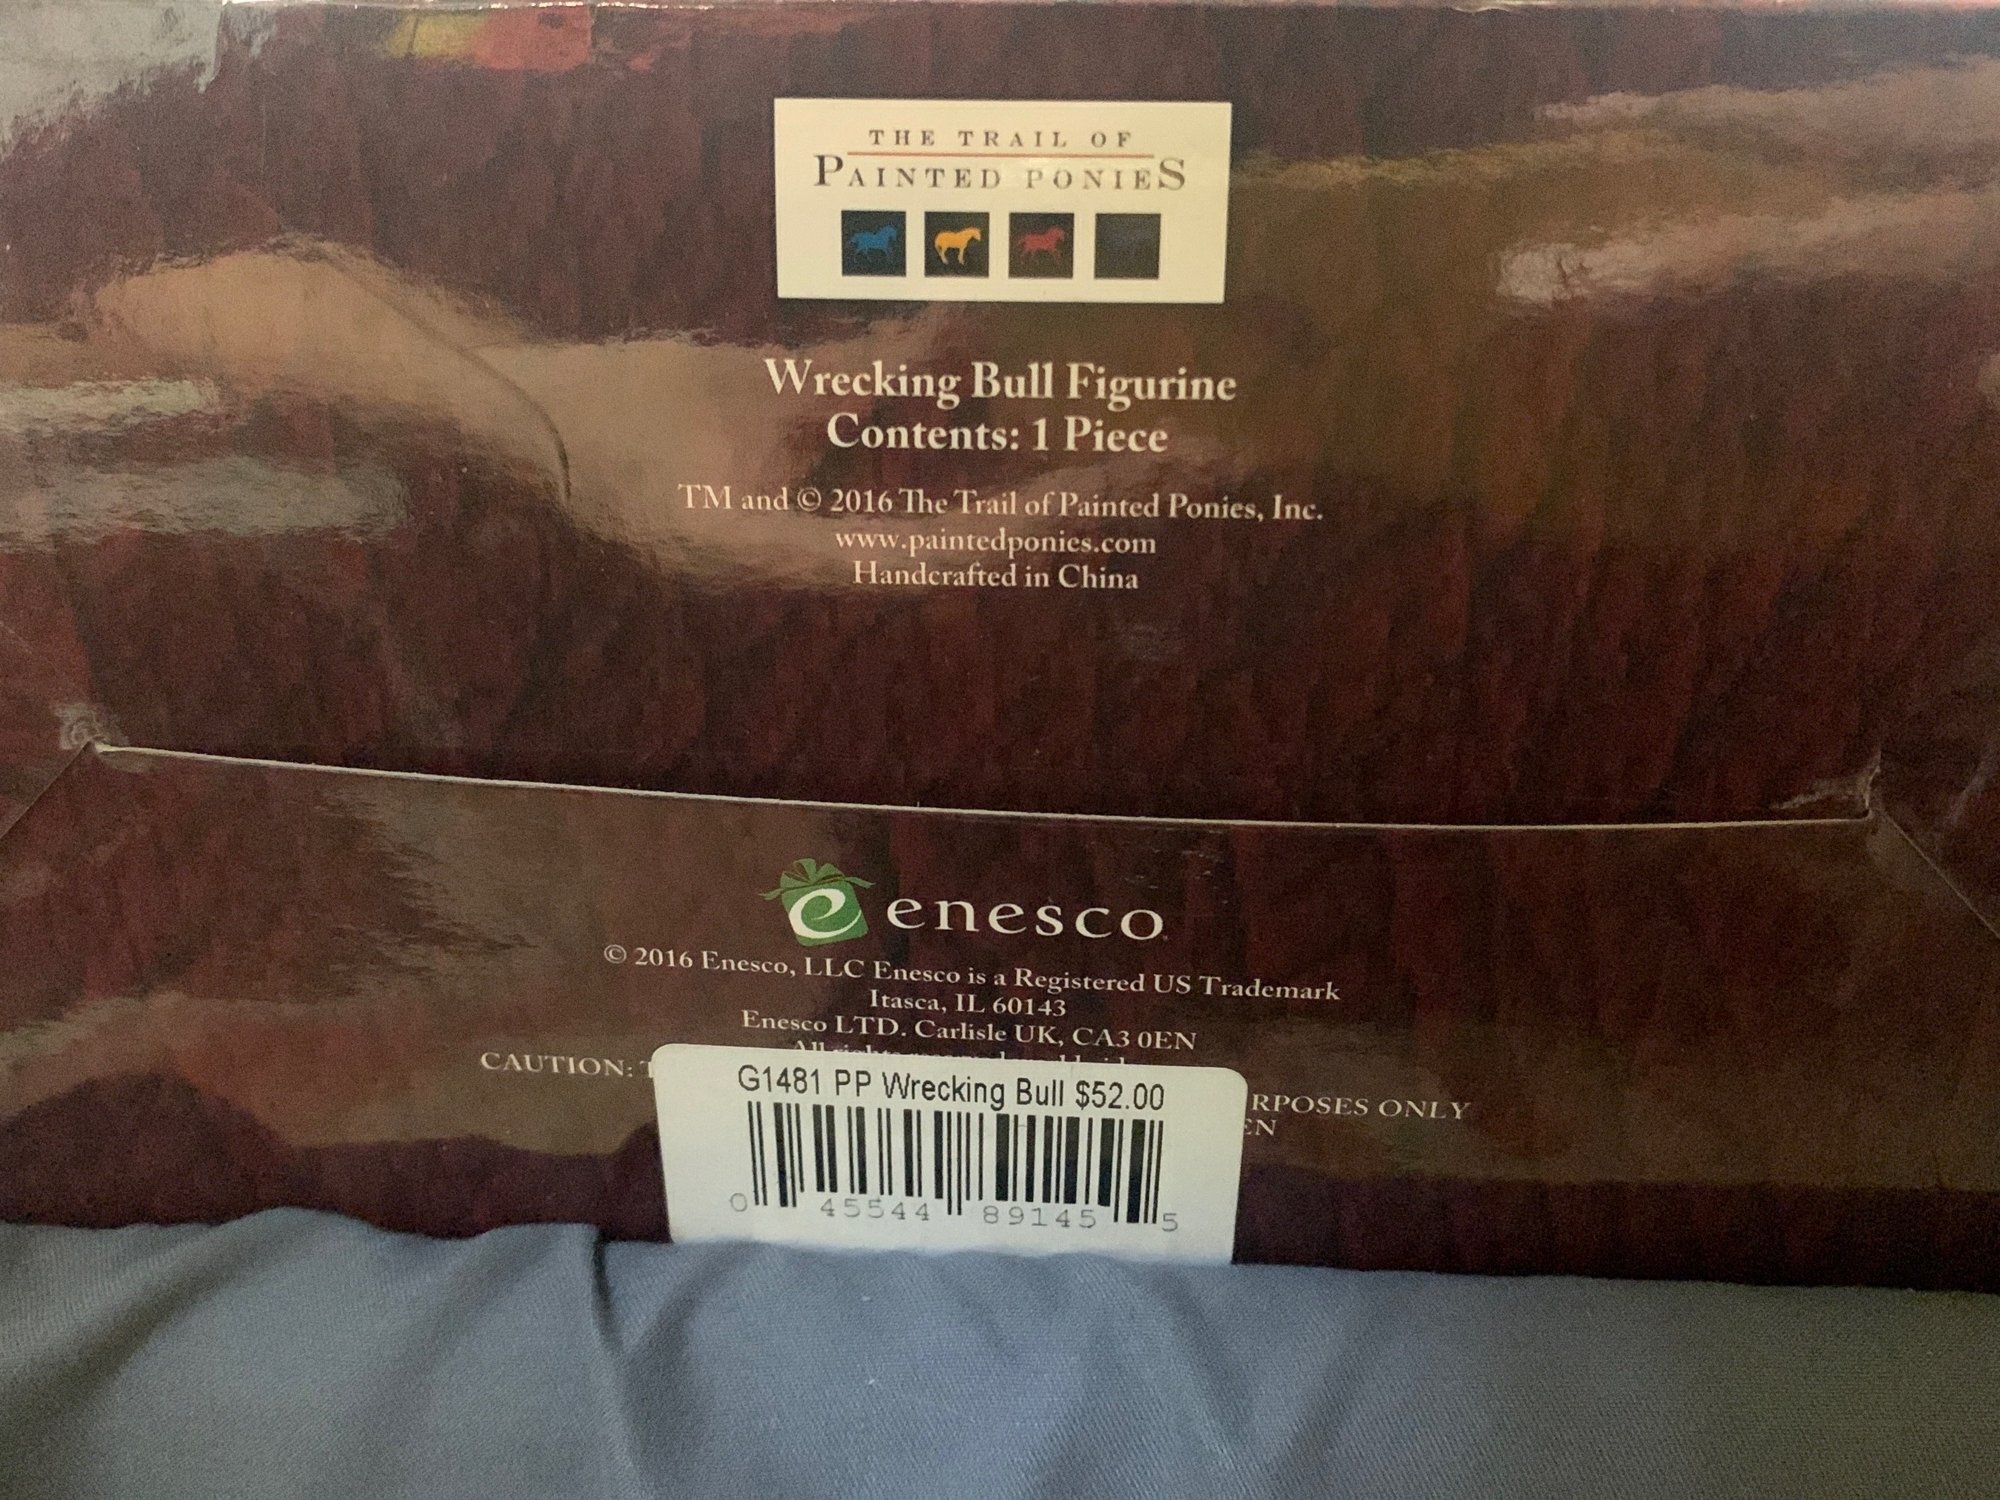 THE TRAIL OF
PAINTED PONIES
Wrecking Bull Figurine
Contents: 1 Piece
TM and © 2016 The Trail of Painted Ponies, Inc.
www.paintedponies.com
Handcrafted in China
enesco
© 2016 Enesco, LLC Enesco is a Registered US Trademark
Itasca, IL 60143
Enesco LTD. Carlisle UK, CA3 0EN
CAUTION: RPOSES ONLY
EN
G1481 PP Wrecking Bull $52.00
0 45544 89145 5